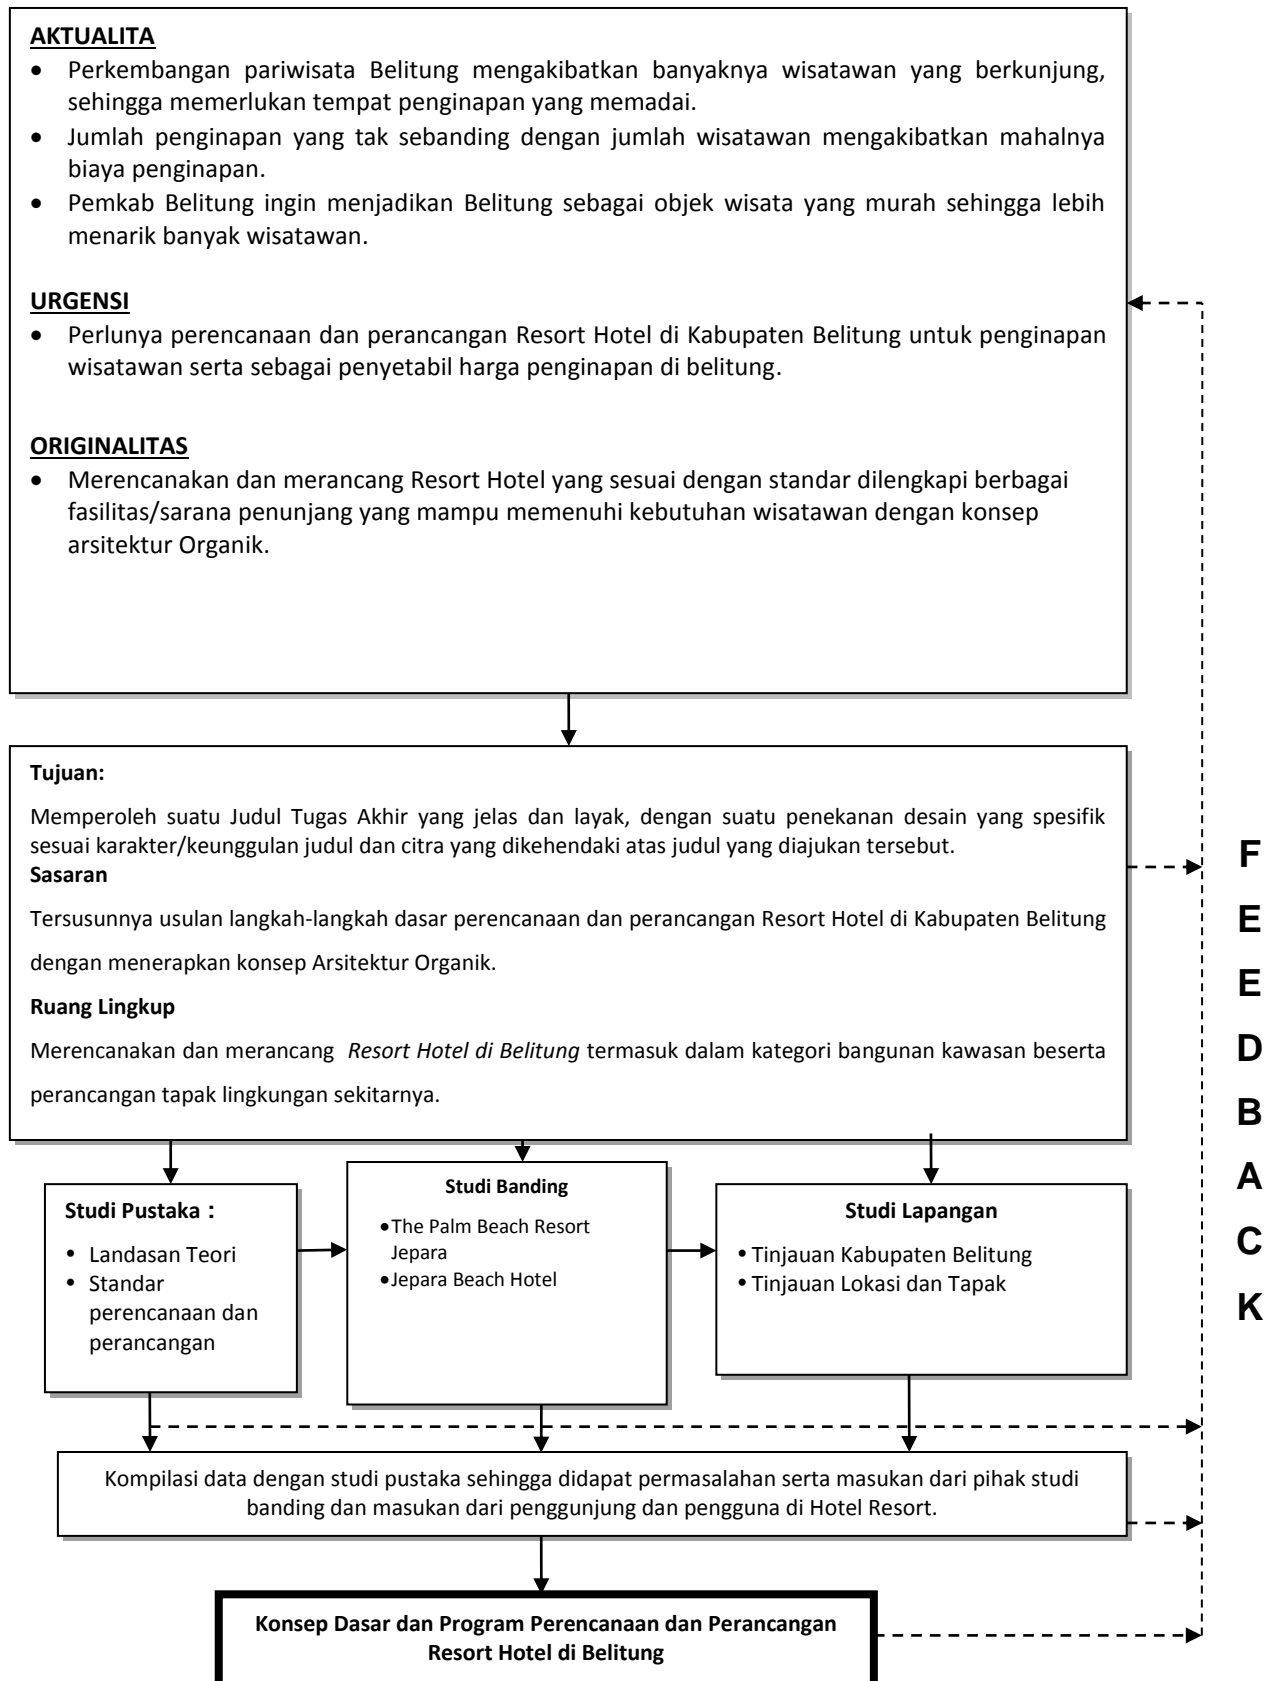 AKTUALITA
• Perkembangan pariwisata Belitung mengakibatkan banyaknya wisatawan yang berkunjung,
sehingga memerlukan tempat penginapan yang memadai.
• Jumlah penginapan yang tak sebanding dengan jumlah wisatawan mengakibatkan mahalnya
biaya penginapan.
• Pemkab Belitung ingin menjadikan Belitung sebagai objek wisata yang murah sehingga lebih
menarik banyak wisatawan.
URGENSI
• Perlunya perencanaan dan perancangan Resort Hotel di Kabupaten Belitung untuk penginapan
wisatawan serta sebagai penyetabil harga penginapan di belitung.
ORIGINALITAS
• Merencanakan dan merancang Resort Hotel yang sesuai dengan standar dilengkapi berbagai
fasilitas/sarana penunjang yang mampu memenuhi kebutuhan wisatawan dengan konsep
arsitektur Organik.
Tujuan:
Memperoleh suatu Judul Tugas Akhir yang jelas dan layak, dengan suatu penekanan desain yang spesifik
sesuai karakter/keunggulan judul dan citra yang dikehendaki atas judul yang diajukan tersebut.
Sasaran
Tersusunnya usulan langkah-langkah dasar perencanaan dan perancangan Resort Hotel di Kabupaten Belitung
dengan menerapkan konsep Arsitektur Organik.
Ruang Lingkup
Merencanakan dan merancang Resort Hotel di Belitung termasuk dalam kategori bangunan kawasan beserta
perancangan tapak lingkungan sekitarnya.
Studi Pustaka :
• Landasan Teori
• Standar
perencanaan dan
perancangan
Studi Banding
• The Palm Beach Resort
Jepara
• Jepara Beach Hotel
Studi Lapangan
• Tinjauan Kabupaten Belitung
• Tinjauan Lokasi dan Tapak
Kompilasi data dengan studi pustaka sehingga didapat permasalahan serta masukan dari pihak studi
banding dan masukan dari penggunjung dan pengguna di Hotel Resort.
Konsep Dasar dan Program Perencanaan dan Perancangan
Resort Hotel di Belitung
F
E
E
D
B
A
C
K